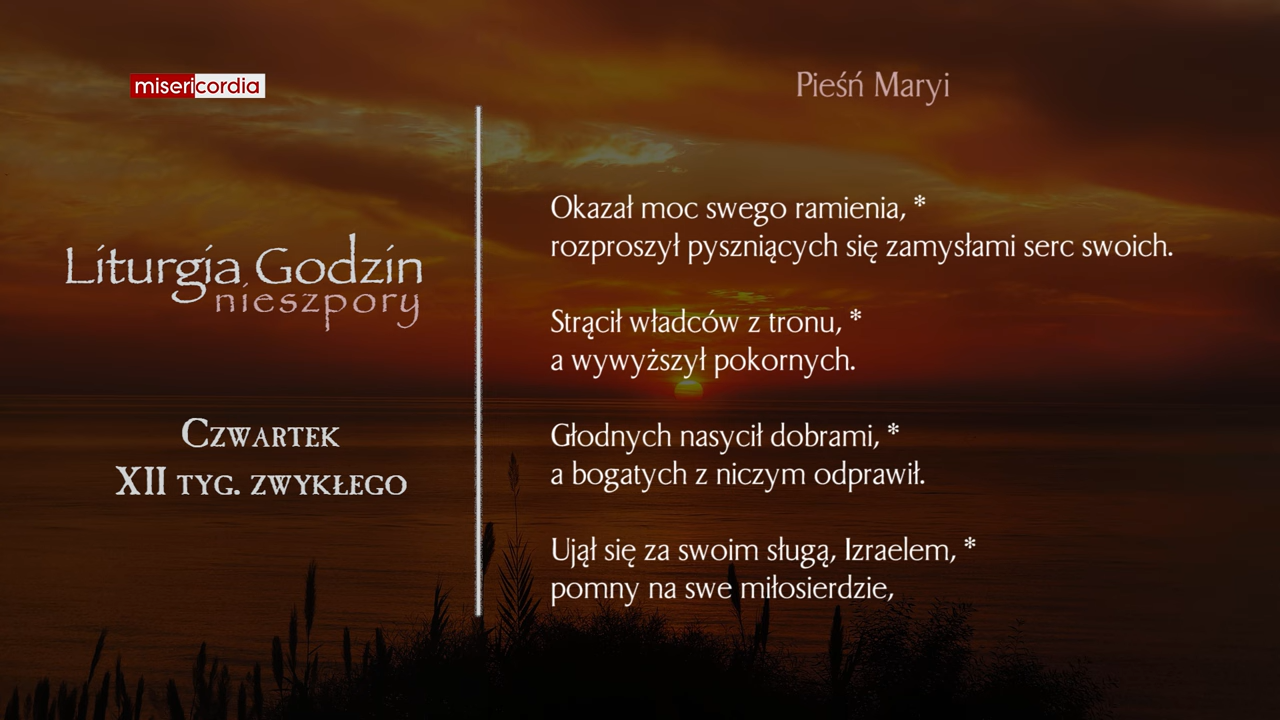 misericordia
Liturgia Godzin
nieszpory
Czwartek
XII tyg. zwykłego
Pieśń Maryi
Okazał moc swego ramienia, *
rozproszył pyszniących się zamysłami serc swoich.
Strącił władców z tronu, *
a wywyższył pokornych.
Głodnych nasycił dobrami, *
a bogatych z niczym odprawił.
Ujął się za swoim sługą, Izraelem, *
pomny na swe miłosierdzie,